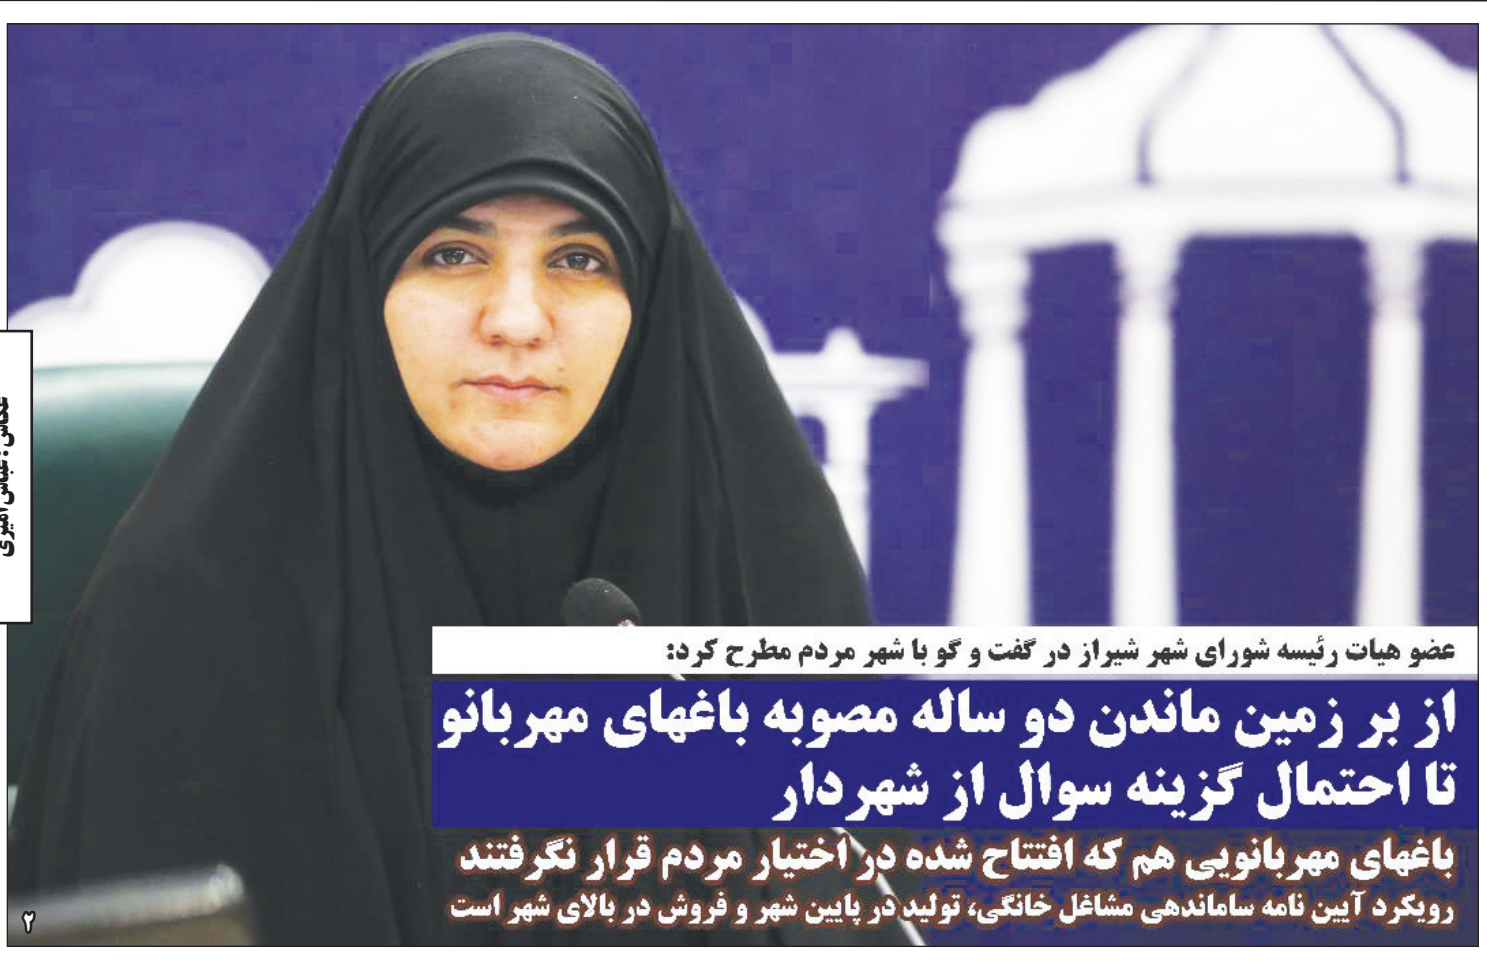 عضو هیات رئیسه شورای شهر شیراز در گفت و گو با شهر مردم مطرح کرد:
از بر زمین ماندن دو ساله مصوبه باغهای مهربانو
تا احتمال گزینه سوال از شهردار
باغهای مهربانویی هم که افتتاح شده در اختیار مردم قرار نگرفتند
رویکرد آیین نامه ساماندهی مشاغل خانگی، تولید در پایین شهر و فروش در بالای شهر است
۲
عکاس: عباس امیری